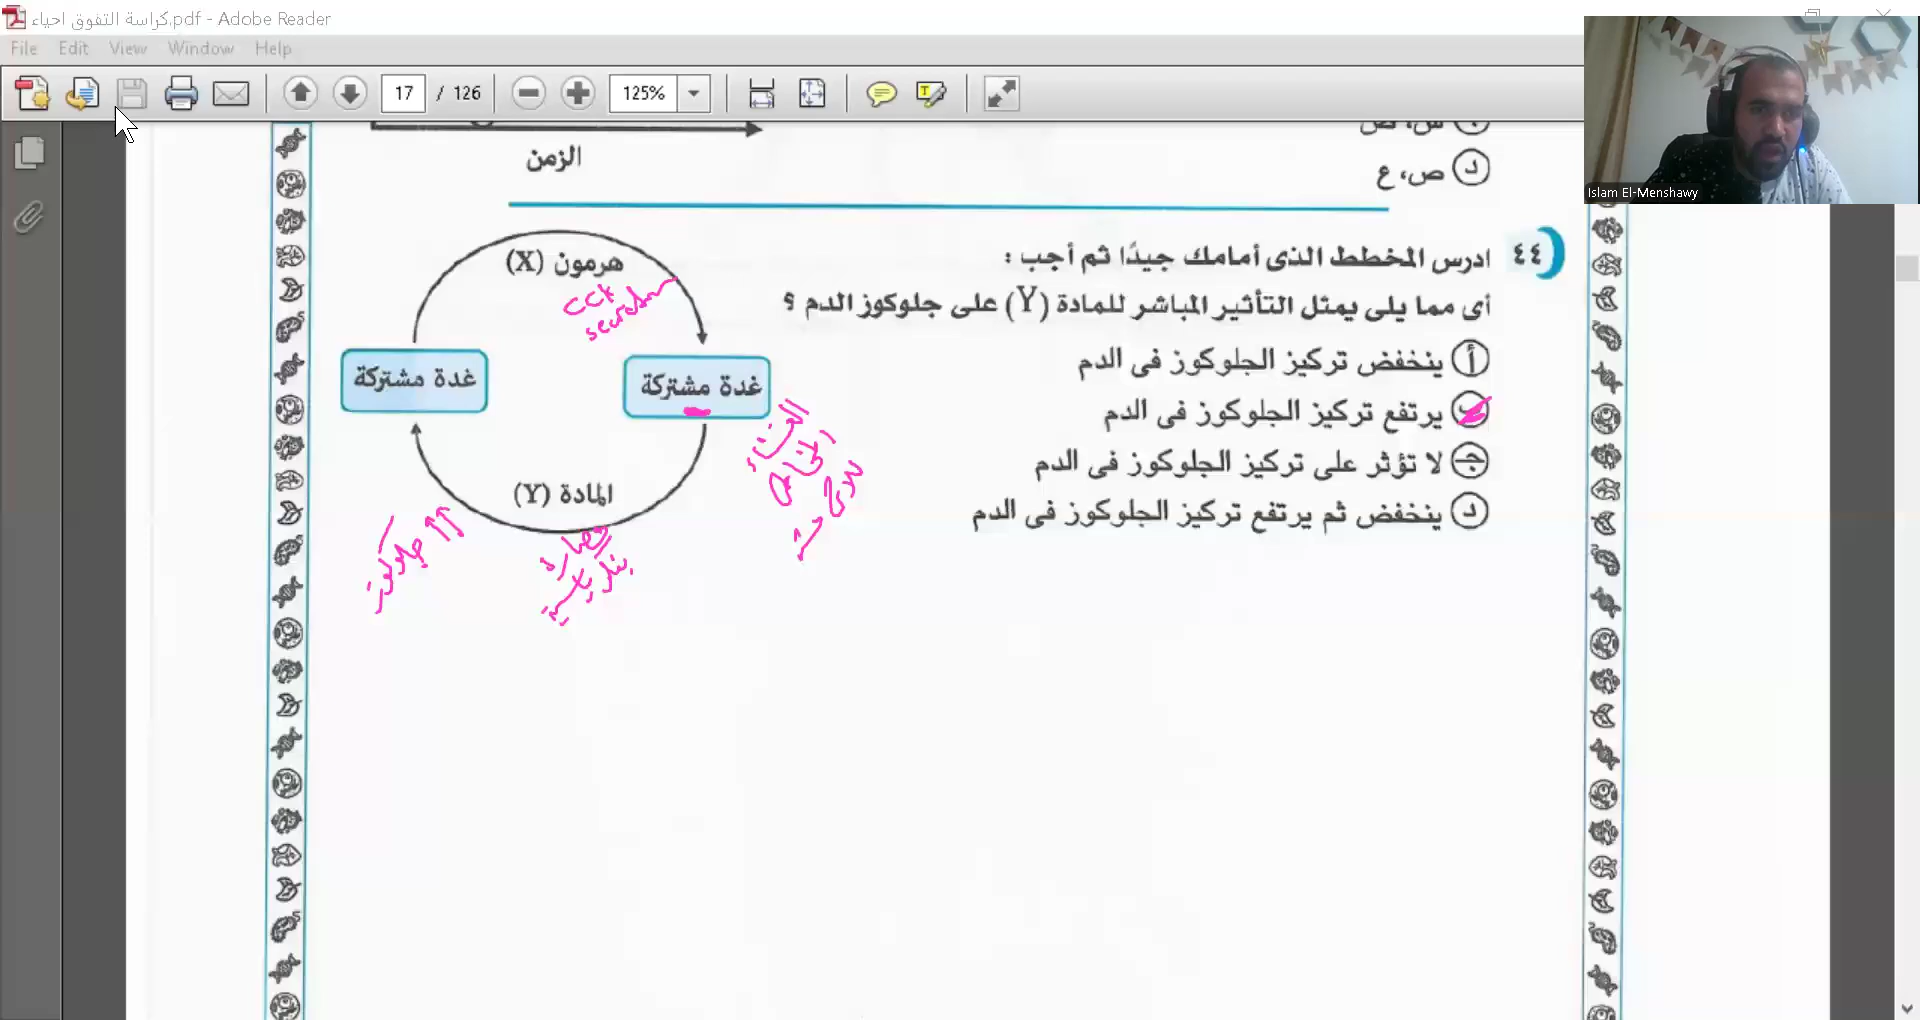 كراسة التفوق احياء.pdf - Adobe Reader
File Edit View Window Help
17 / 126 125%
Islam El-Menshawy
الزمن
د ص، ع
٤٤ ادرس المخطط الذى أمامك جيدًا ثم أجب :
أى مما يلى يمثل التأثير المباشر للمادة (Y) على جلوكوز الدم ؟
أ ينخفض تركيز الجلوكوز فى الدم
ب يرتفع تركيز الجلوكوز فى الدم
ج لا تؤثر على تركيز الجلوكوز فى الدم
د ينخفض ثم يرتفع تركيز الجلوكوز فى الدم
هرمون (X)
CCK
غدة مشتركة
غدة مشتركة
المادة (Y)